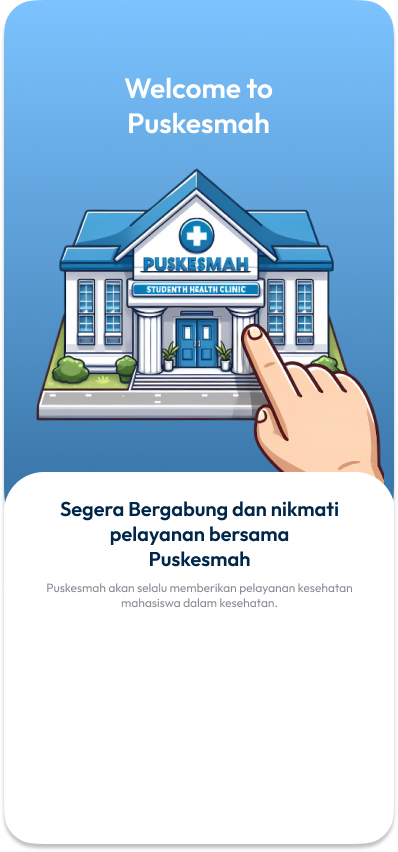 Welcome to
Puskesmah
PUSKESMAH
STUDENT H HEALTH CLINIC
Segera Bergabung dan nikmati
pelayanan bersama
Puskesmah
Puskesmah akan selalu memberikan pelayanan kesehatan
mahasiswa dalam kesehatan.